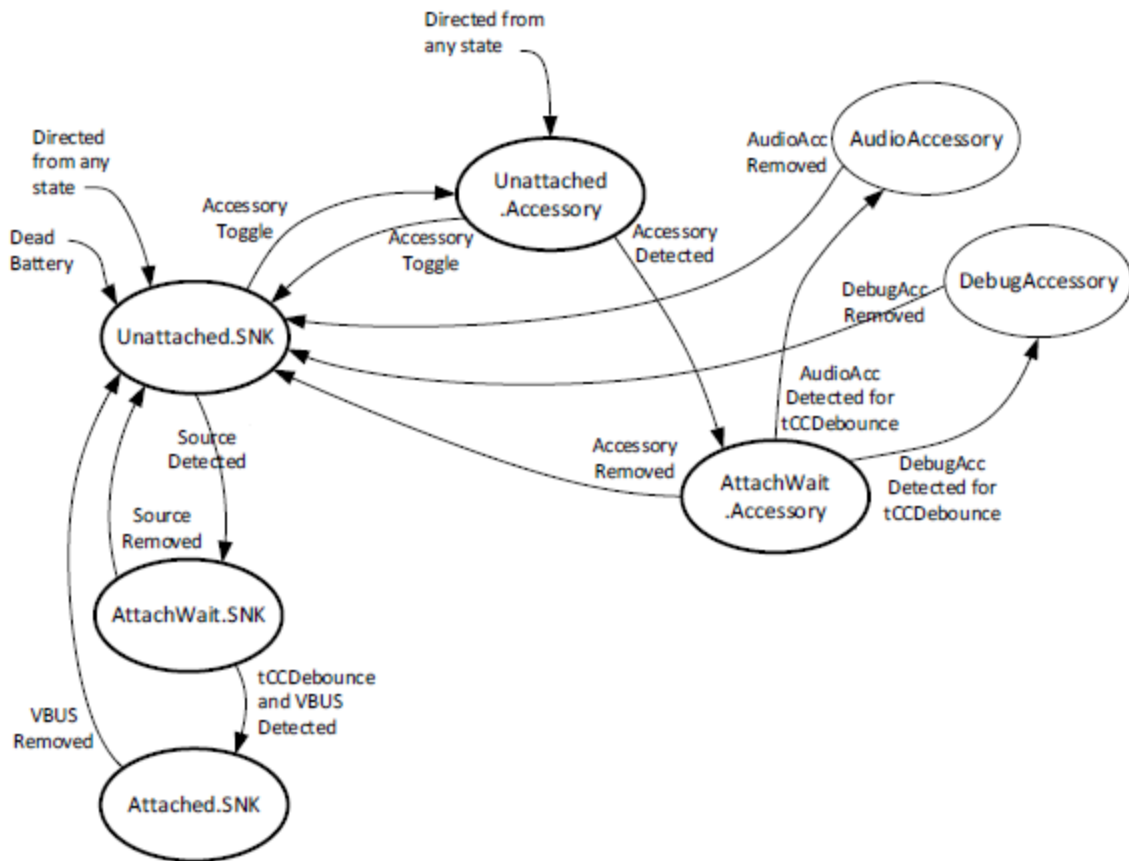 Directed from
any state
Directed
from any
state
Dead
Battery
Accessory
Toggle
Unattached
.Accessory
Accessory
Toggle
Accessory
Detected
AudioAcc
Removed
AudioAccessory
DebugAcc
Removed
DebugAccessory
Unattached.SNK
Source
Detected
Source
Removed
Accessory
Removed
AudioAcc
Detected for
tCCDebounce
AttachWait
.Accessory
DebugAcc
Detected for
tCCDebounce
AttachWait.SNK
tCCDebounce
and VBUS
Detected
VBUS
Removed
Attached.SNK